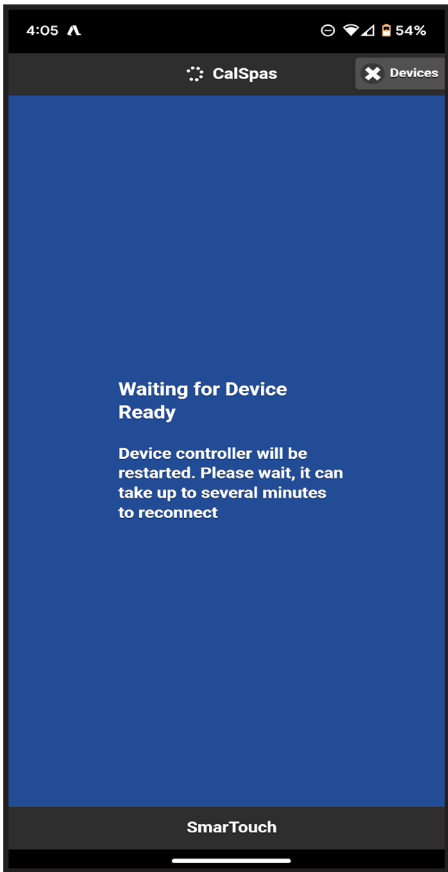 4:05 54%
CalSpas Devices
Waiting for Device
Ready
Device controller will be
restarted. Please wait, it can
take up to several minutes
to reconnect
SmarTouch